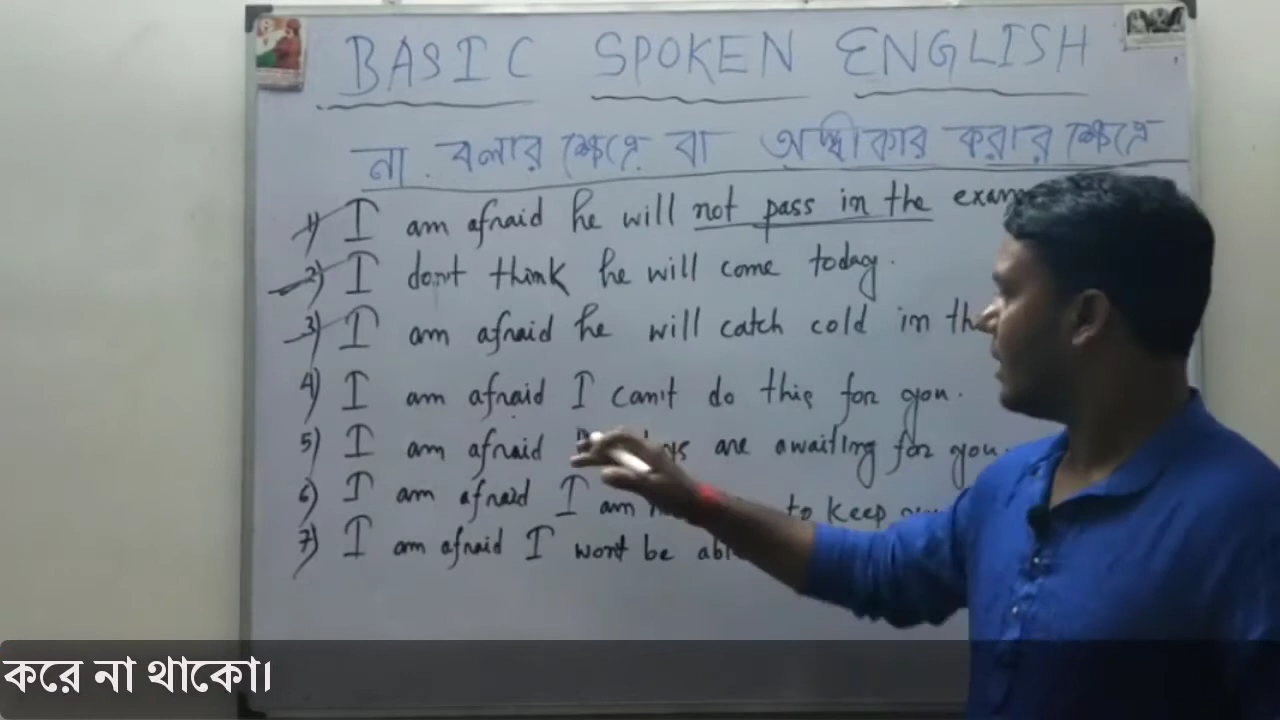 BASIC SPOKEN ENGLISH
না বলার ক্ষেত্রে বা অস্বীকার করার ক্ষেত্রে
1) I am afraid he will not pass in the exam
2) I don't think he will come today.
3) I am afraid he will catch cold in
4) I am afraid I can't do this for you.
5) I am afraid are awaiting for you.
6) I am afraid I am to keep
7) I am afraid I won't be
করে না থাকো।